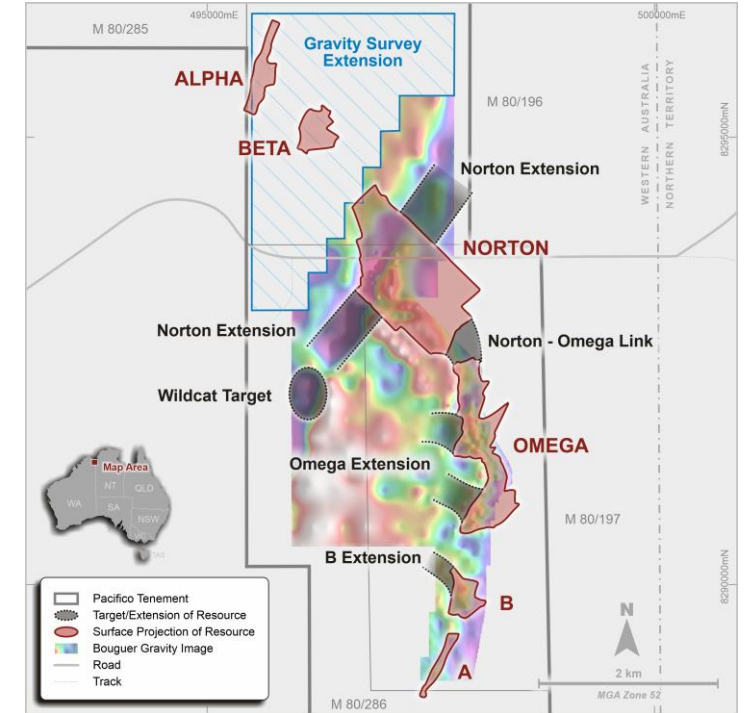 495000mE
500000mE
M 80/285
Gravity Survey
Extension
ALPHA
BETA
M 80/196
WESTERN AUSTRALIA
NORTHERN TERRITORY
8295000mN
Norton Extension
NORTON
Norton Extension
Norton - Omega Link
Wildcat Target
OMEGA
Omega Extension
Map Area
NT
QLD
WA
SA
NSW
VIC
TAS
M 80/197
B Extension
B
8290000mN
A
Pacifico Tenement
Target/Extension of Resource
Surface Projection of Resource
Bouguer Gravity Image
Road
Track
N
2 km
MGA Zone 52
M 80/286